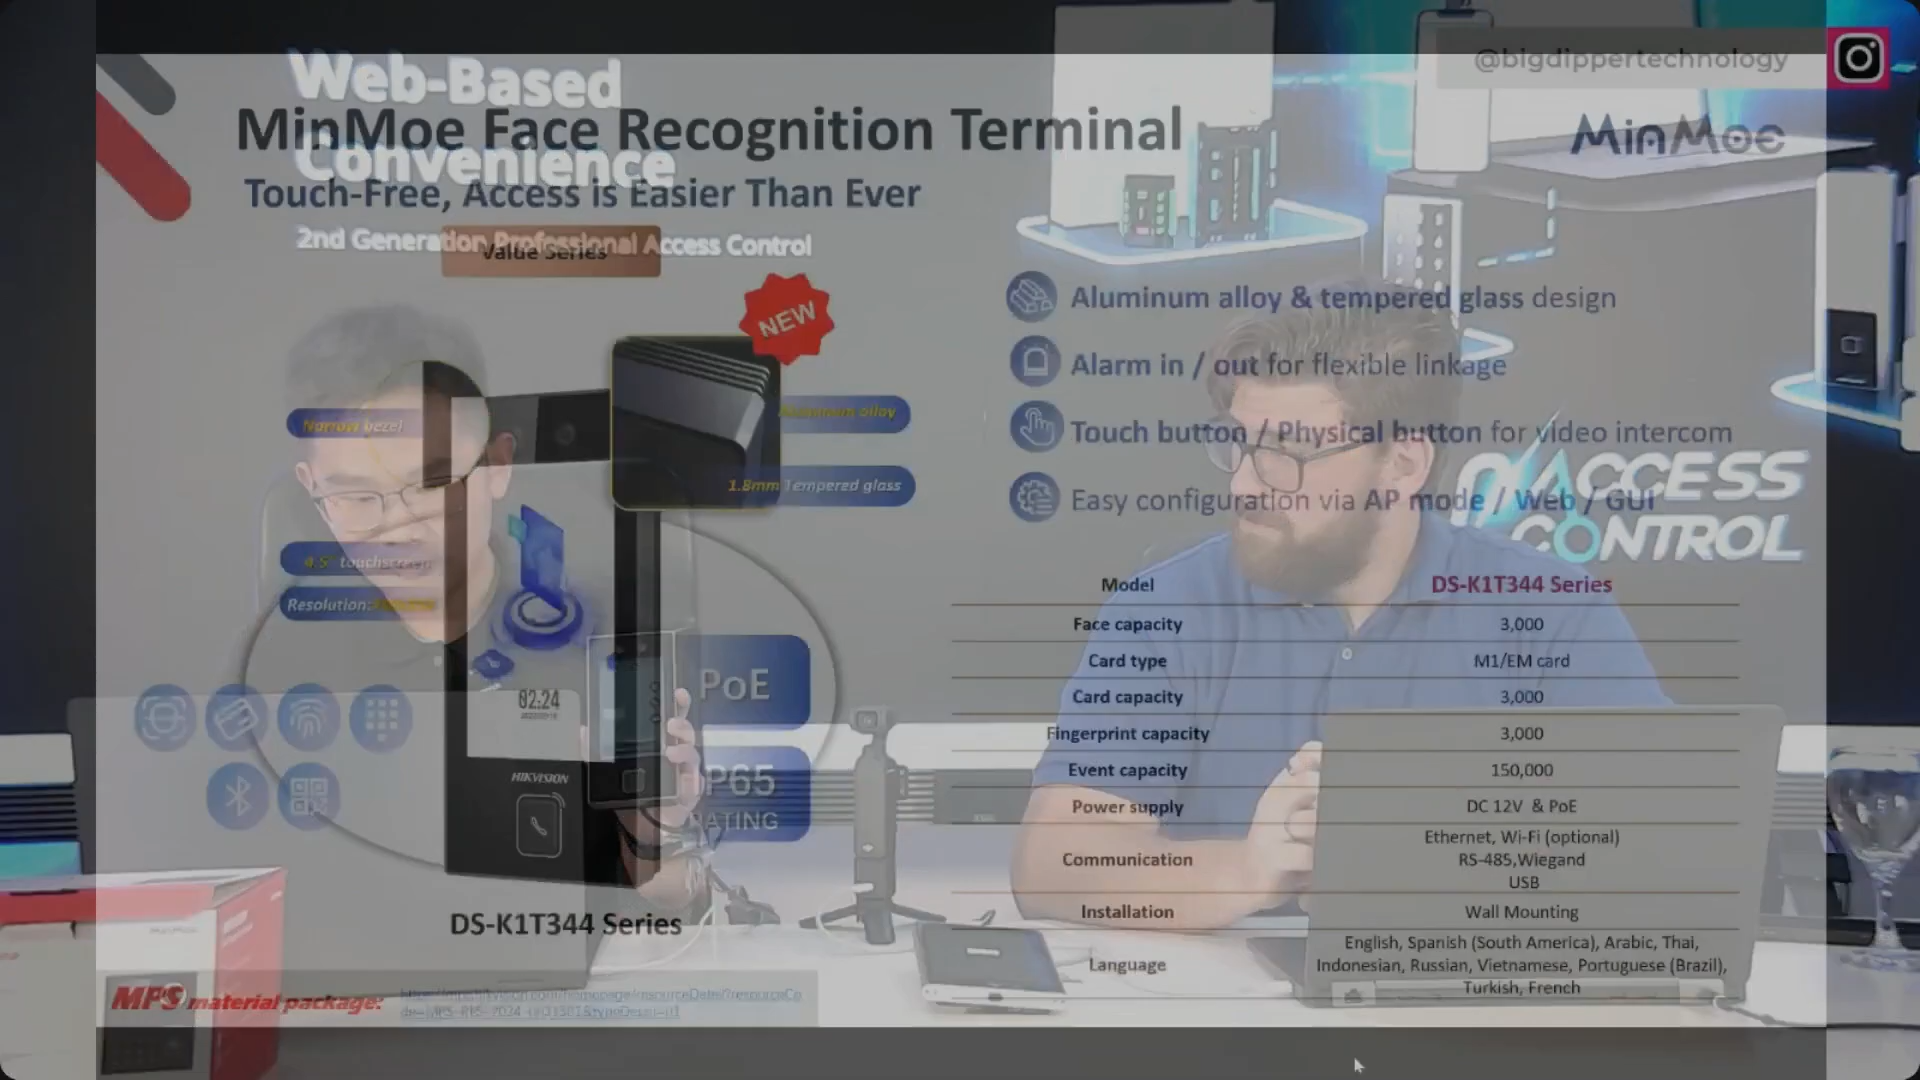 @bigdippertechnology
Web-Based
Convenience
2nd Generation Professional Access Control
MinMoe Face Recognition Terminal
MinMoe
Touch-Free, Access is Easier Than Ever
Value Series
NEW
Narrow bezel
Aluminum alloy
1.8mm Tempered glass
4.5" touchscreen
Resolution:
02:24
HIKVISION
PoE
IP65
RATING
DS-K1T344 Series
MPS material package:
Aluminum alloy & tempered glass design
Alarm in / out for flexible linkage
Touch button / Physical button for video intercom
Easy configuration via AP mode / Web / GUI
ACCESS
CONTROL
Model DS-K1T344 Series
Face capacity 3,000
Card type M1/EM card
Card capacity 3,000
Fingerprint capacity 3,000
Event capacity 150,000
Power supply DC 12V & PoE
Communication Ethernet, Wi-Fi (optional)
RS-485,Wiegand
USB
Installation Wall Mounting
Language English, Spanish (South America), Arabic, Thai,
Indonesian, Russian, Vietnamese, Portuguese (Brazil),
Turkish, French